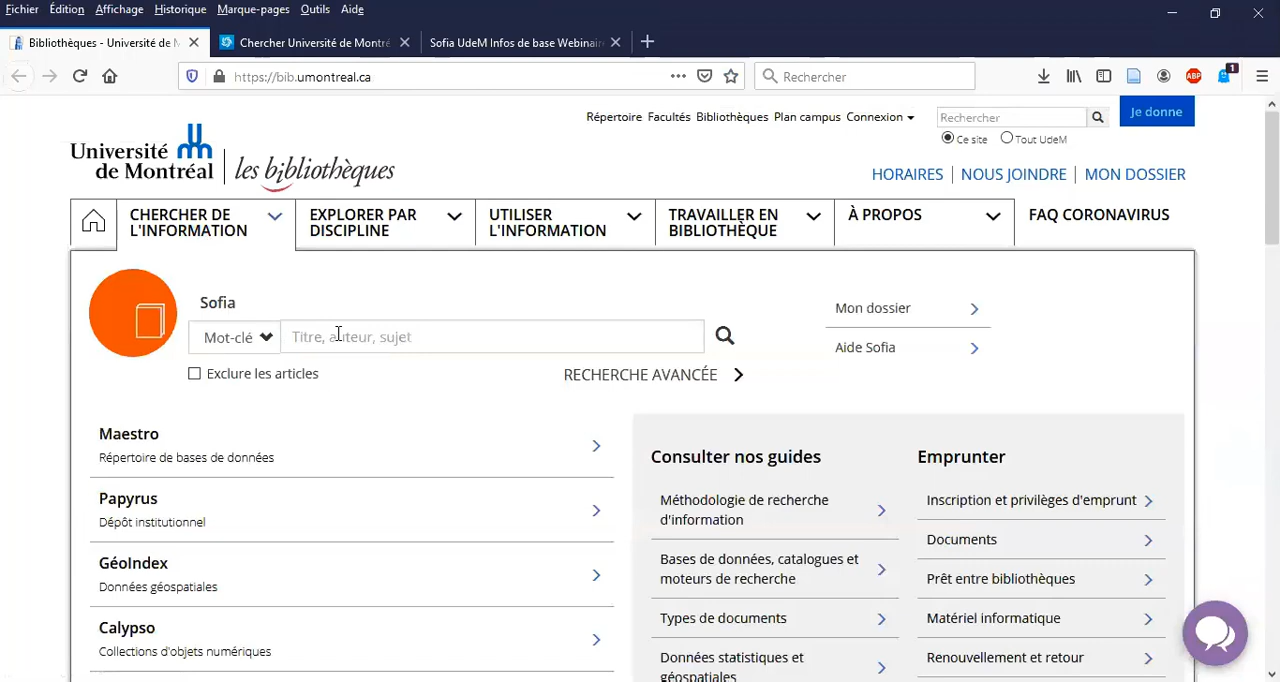 Fichier Édition Affichage Historique Marque-pages Outils Aide
Bibliothèques - Université de M
Chercher Université de Montré
Sofia UdeM Infos de base Webinair
https://bib.umontreal.ca
Rechercher
ABP
1
Répertoire Facultés Bibliothèques Plan campus Connexion
Rechercher
Je donne
Ce site Tout UdeM
Université de Montréal
les bibliothèques
HORAIRES NOUS JOINDRE MON DOSSIER
CHERCHER DE L'INFORMATION
EXPLORER PAR DISCIPLINE
UTILISER L'INFORMATION
TRAVAILLER EN BIBLIOTHÈQUE
À PROPOS
FAQ CORONAVIRUS
Sofia
Mot-clé
Titre, auteur, sujet
Exclure les articles
RECHERCHE AVANCÉE
Mon dossier
Aide Sofia
Maestro
Répertoire de bases de données
Papyrus
Dépôt institutionnel
GéoIndex
Données géospatiales
Calypso
Collections d'objets numériques
Consulter nos guides
Méthodologie de recherche
d'information
Bases de données, catalogues et
moteurs de recherche
Types de documents
Données statistiques et
géospatiales
Emprunter
Inscription et privilèges d'emprunt
Documents
Prêt entre bibliothèques
Matériel informatique
Renouvellement et retour